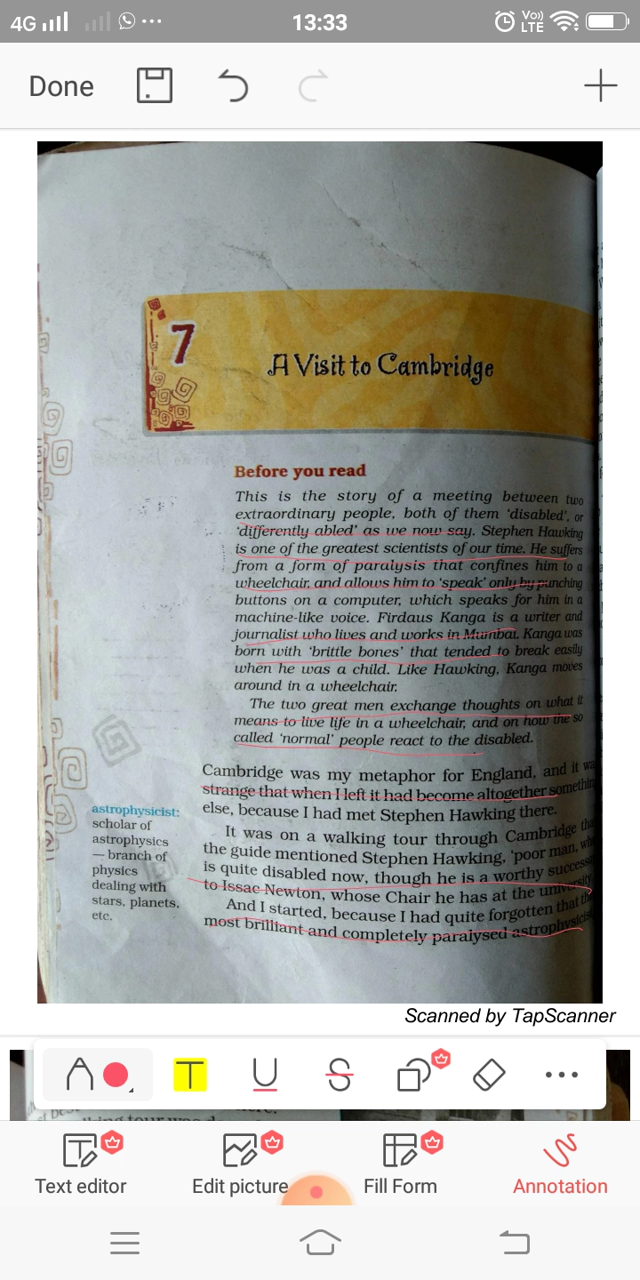 4G
13:33
Vo))
LTE
Done
7
A Visit to Cambridge
Before you read
This is the story of a meeting between two
extraordinary people, both of them 'disabled', or
'differently abled' as we now say. Stephen Hawking
is one of the greatest scientists of our time. He suffers
from a form of paralysis that confines him to a
wheelchair, and allows him to 'speak' only by punching
buttons on a computer, which speaks for him in a
machine-like voice. Firdaus Kanga is a writer and
journalist who lives and works in Mumbai. Kanga was
born with 'brittle bones' that tended to break easily
when he was a child. Like Hawking, Kanga moves
around in a wheelchair.
The two great men exchange thoughts on what it
means to live life in a wheelchair, and on how the so
called 'normal' people react to the disabled.
Cambridge was my metaphor for England, and it
strange that when I left it had become altogether
else, because I had met Stephen Hawking there.
It was on a walking tour through Cambridge
the guide mentioned Stephen Hawking, 'poor man,
is quite disabled now, though he is a worthy
to Issac Newton, whose Chair he has at the university
And I started, because I had quite forgotten that
most brilliant and completely paralysed
astrophysicist:
scholar of
astrophysics
— branch of
physics
dealing with
stars, planets,
etc.
Scanned by TapScanner
T
U
S
Text editor
Edit picture
Fill Form
Annotation